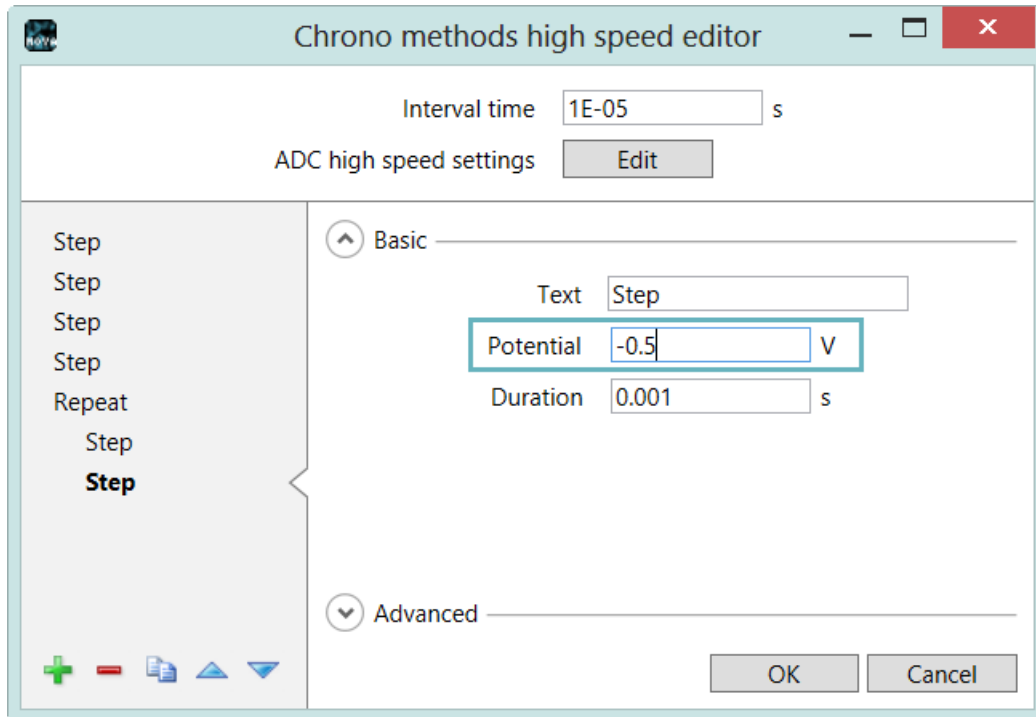 Chrono methods high speed editor
Interval time 1E-05 s
ADC high speed settings Edit
Step
Step
Step
Step
Repeat
Step
Step
Basic
Text Step
Potential -0.5 V
Duration 0.001 s
Advanced
OK Cancel